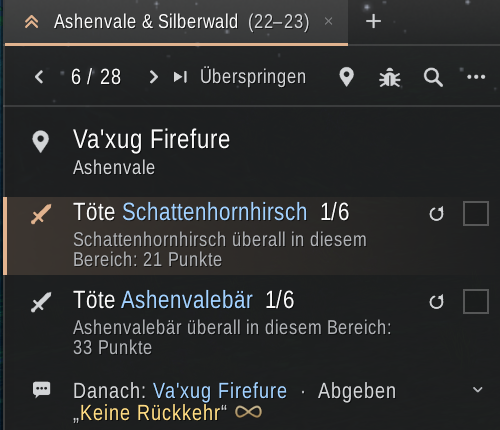 Ashenvale & Silberwald (22–23) × +
6 / 28 Überspringen
Va'xug Firefure
Ashenvale
Töte Schattenhornhirsch 1/6
Schattenhornhirsch überall in diesem
Bereich: 21 Punkte
Töte Ashenvalebär 1/6
Ashenvalebär überall in diesem Bereich:
33 Punkte
Danach: Va'xug Firefure · Abgeben
„Keine Rückkehr“